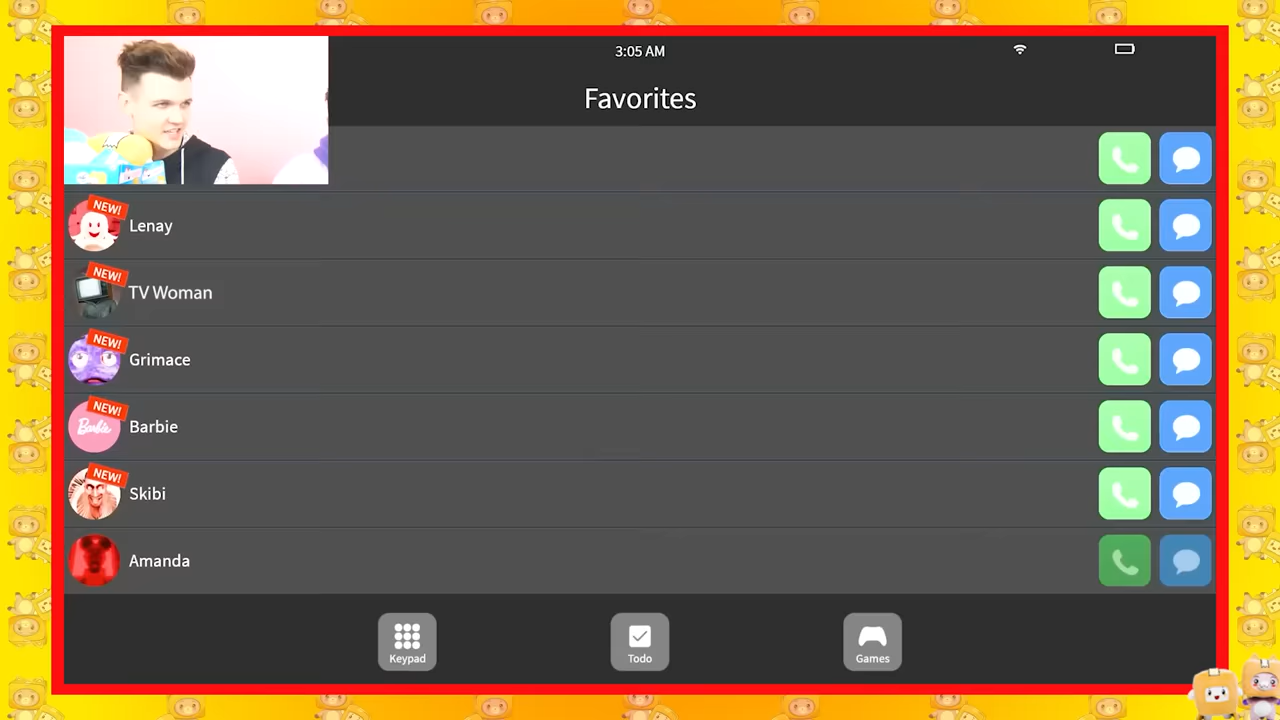 3:05 AM
Favorites
NEW!
Lenay
NEW!
TV Woman
NEW!
Grimace
NEW!
Barbie
Barbie
NEW!
Skibi
Amanda
Keypad
Todo
Games